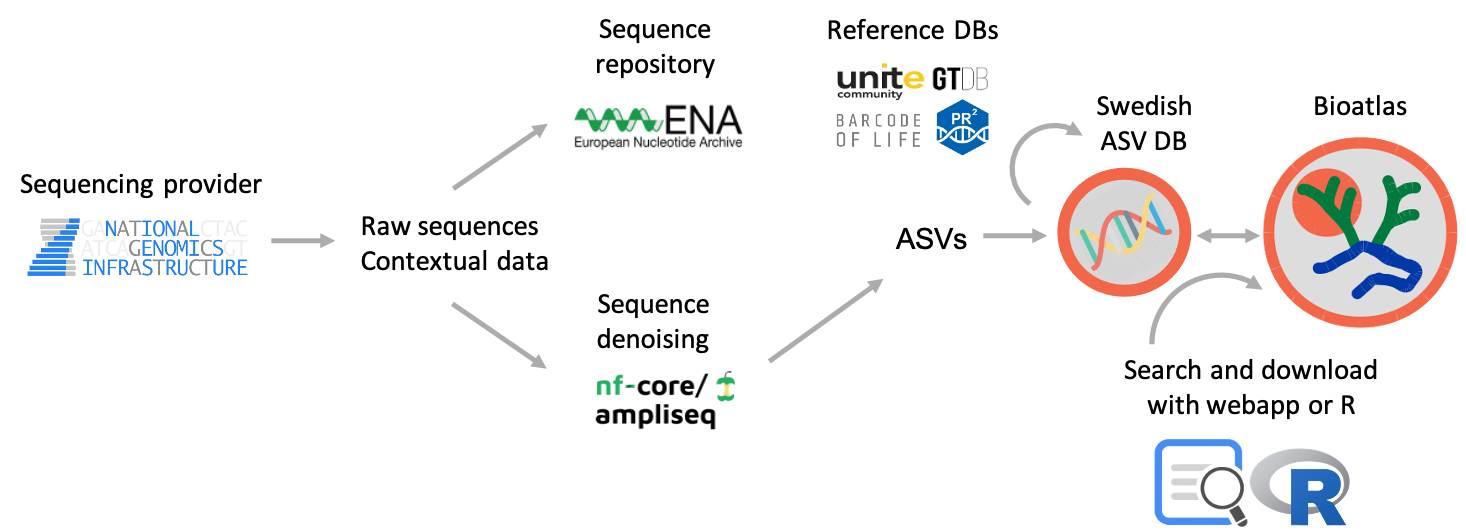 Sequence
repository
ENA
European Nucleotide Archive
Reference DBs
unite
community
GTDB
BARCODE
OF LIFE
PR2
Swedish
ASV DB
Bioatlas
Sequencing provider
GANATIONALCTAC
ATCAGENOMICSGT
INFRASTRUCTURE
Raw sequences
Contextual data
ASVs
Sequence
denoising
nf-core/
ampliseq
Search and download
with webapp or R
R